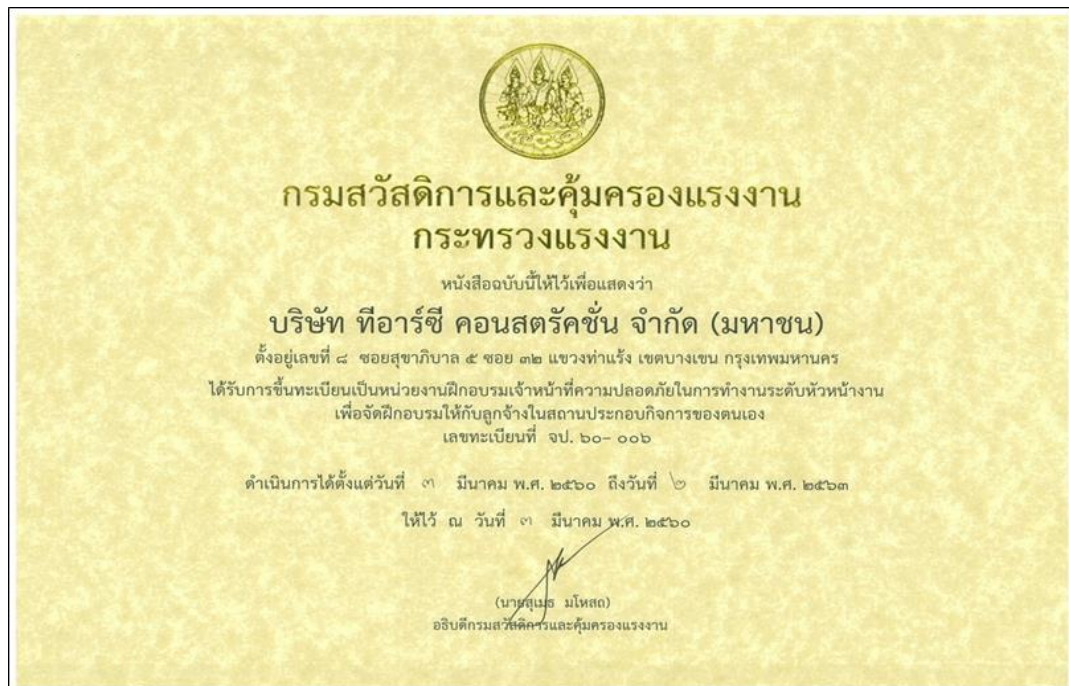 กรมสวัสดิการและคุ้มครองแรงงาน
กระทรวงแรงงาน
หนังสือฉบับนี้ให้ไว้เพื่อแสดงว่า
บริษัท ทีอาร์ซี คอนสตรัคชั่น จำกัด (มหาชน)
ตั้งอยู่เลขที่ ๘ ซอยสุขาภิบาล ๕ ซอย ๓๒ แขวงท่าแร้ง เขตบางเขน กรุงเทพมหานคร
ได้รับการขึ้นทะเบียนเป็นหน่วยงานฝึกอบรมเจ้าหน้าที่ความปลอดภัยในการทำงานระดับหัวหน้างาน
เพื่อจัดฝึกอบรมให้กับลูกจ้างในสถานประกอบกิจการของตนเอง
เลขทะเบียนที่ จป. ๖๐- ๐๐๖
ดำเนินการได้ตั้งแต่วันที่ ๓ มีนาคม พ.ศ. ๒๕๖๐ ถึงวันที่ ๒ มีนาคม พ.ศ. ๒๕๖๓
ให้ไว้ ณ วันที่ ๓ มีนาคม พ.ศ. ๒๕๖๐
(นายสุเมธ มโหสถ)
อธิบดีกรมสวัสดิการและคุ้มครองแรงงาน